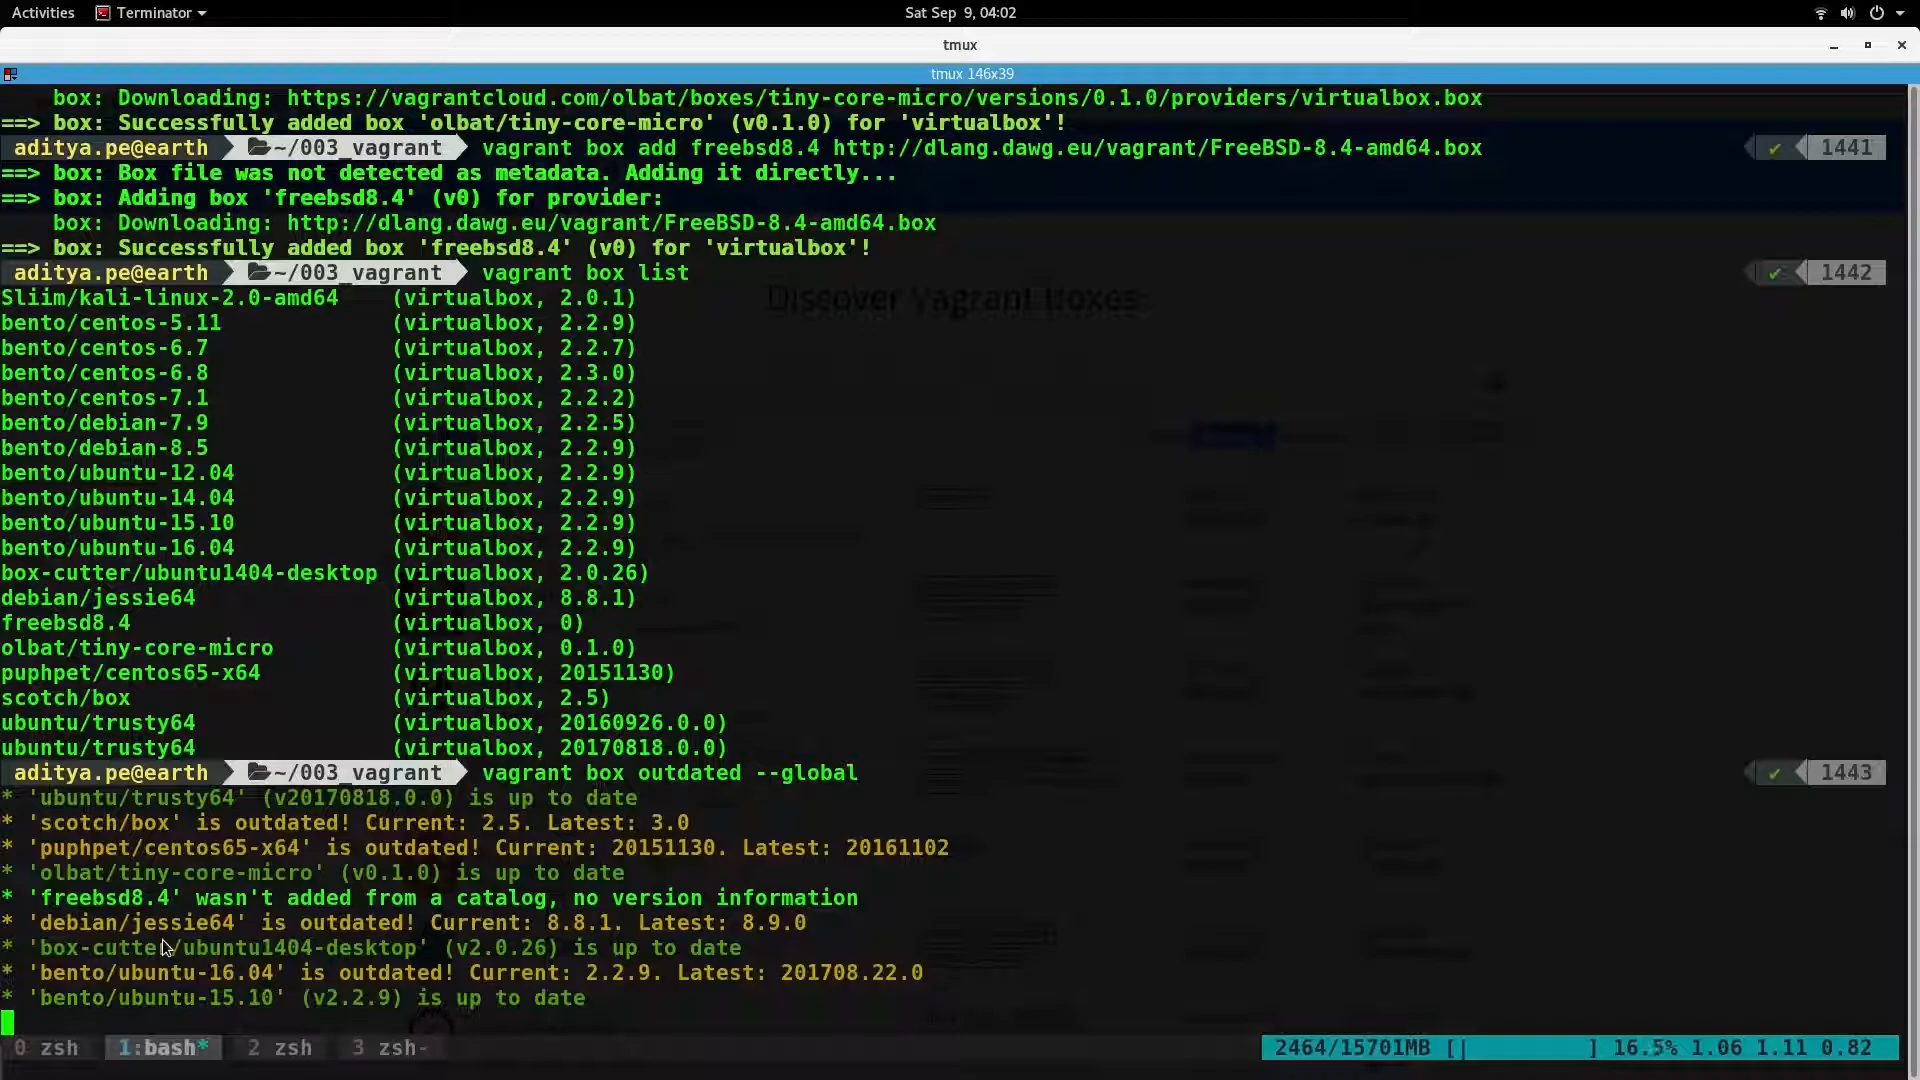 Activities Terminator Sat Sep 9, 04:02
tmux
tmux 146x39
box: Downloading: https://vagrantcloud.com/olbat/boxes/tiny-core-micro/versions/0.1.0/providers/virtualbox.box
==> box: Successfully added box 'olbat/tiny-core-micro' (v0.1.0) for 'virtualbox'!
aditya.pe@earth ~/003_vagrant vagrant box add freebsd8.4 http://dlang.dawg.eu/vagrant/FreeBSD-8.4-amd64.box ✔ 1441
==> box: Box file was not detected as metadata. Adding it directly...
==> box: Adding box 'freebsd8.4' (v0) for provider:
box: Downloading: http://dlang.dawg.eu/vagrant/FreeBSD-8.4-amd64.box
==> box: Successfully added box 'freebsd8.4' (v0) for 'virtualbox'!
aditya.pe@earth ~/003_vagrant vagrant box list ✔ 1442
Sliim/kali-linux-2.0-amd64 (virtualbox, 2.0.1)
bento/centos-5.11 (virtualbox, 2.2.9)
bento/centos-6.7 (virtualbox, 2.2.7)
bento/centos-6.8 (virtualbox, 2.3.0)
bento/centos-7.1 (virtualbox, 2.2.2)
bento/debian-7.9 (virtualbox, 2.2.5)
bento/debian-8.5 (virtualbox, 2.2.9)
bento/ubuntu-12.04 (virtualbox, 2.2.9)
bento/ubuntu-14.04 (virtualbox, 2.2.9)
bento/ubuntu-15.10 (virtualbox, 2.2.9)
bento/ubuntu-16.04 (virtualbox, 2.2.9)
box-cutter/ubuntu1404-desktop (virtualbox, 2.0.26)
debian/jessie64 (virtualbox, 8.8.1)
freebsd8.4 (virtualbox, 0)
olbat/tiny-core-micro (virtualbox, 0.1.0)
puphpet/centos65-x64 (virtualbox, 20151130)
scotch/box (virtualbox, 2.5)
ubuntu/trusty64 (virtualbox, 20160926.0.0)
ubuntu/trusty64 (virtualbox, 20170818.0.0)
Discover Vagrant Boxes
aditya.pe@earth ~/003_vagrant vagrant box outdated --global ✔ 1443
* 'ubuntu/trusty64' (v20170818.0.0) is up to date
* 'scotch/box' is outdated! Current: 2.5. Latest: 3.0
* 'puphpet/centos65-x64' is outdated! Current: 20151130. Latest: 20161102
* 'olbat/tiny-core-micro' (v0.1.0) is up to date
* 'freebsd8.4' wasn't added from a catalog, no version information
* 'debian/jessie64' is outdated! Current: 8.8.1. Latest: 8.9.0
* 'box-cutter/ubuntu1404-desktop' (v2.0.26) is up to date
* 'bento/ubuntu-16.04' is outdated! Current: 2.2.9. Latest: 201708.22.0
* 'bento/ubuntu-15.10' (v2.2.9) is up to date
0 zsh 1:bash* 2 zsh 3 zsh- 2464/15701MB [| ] 16.5% 1.06 1.11 0.82